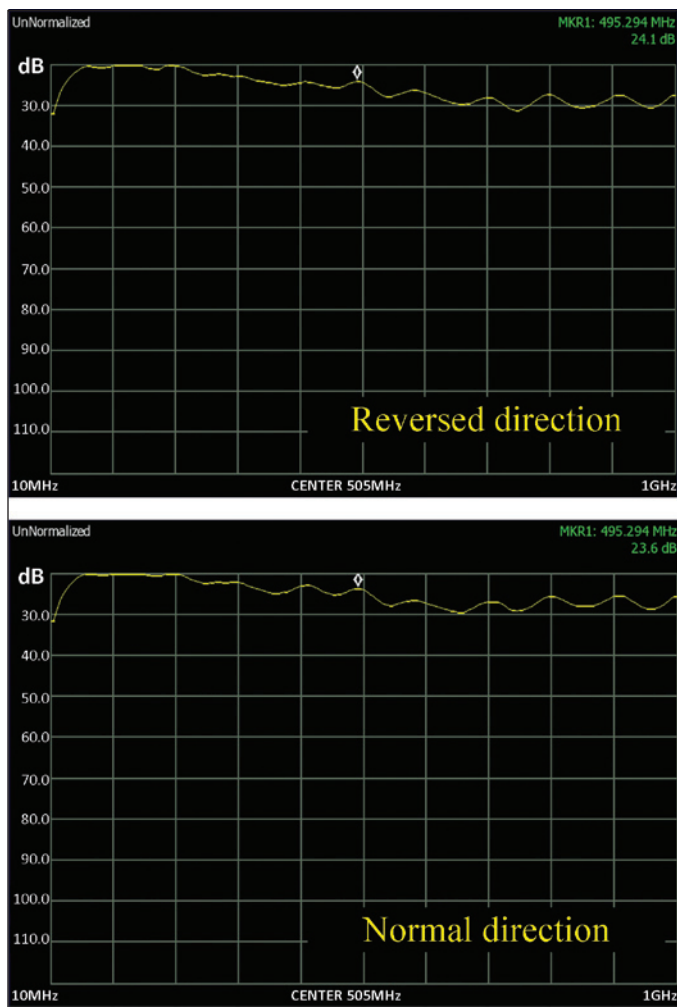 UnNormalized
MKR1: 495.294 MHz
24.1 dB
dB
30.0
40.0
50.0
60.0
70.0
80.0
90.0
100.0
110.0
Reversed direction
10MHz CENTER 505MHz 1GHz
UnNormalized
MKR1: 495.294 MHz
23.6 dB
dB
30.0
40.0
50.0
60.0
70.0
80.0
90.0
100.0
110.0
Normal direction
10MHz CENTER 505MHz 1GHz